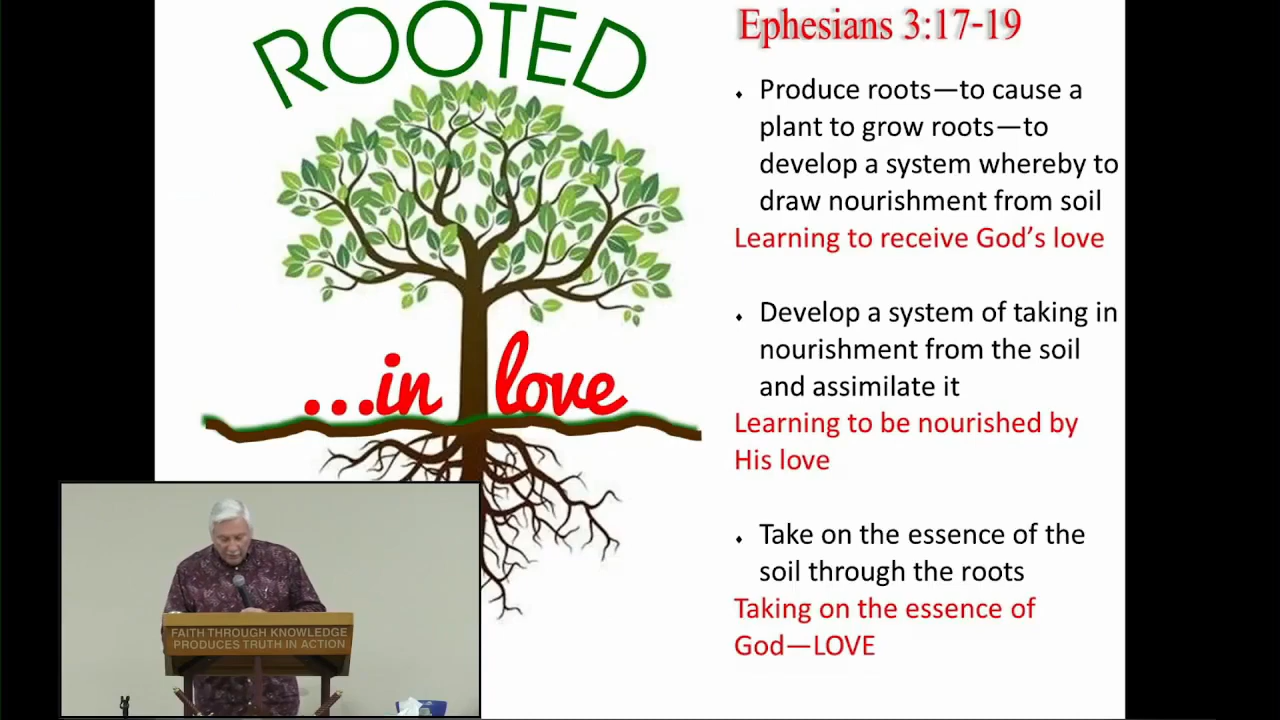 ROOTED
...in love
Ephesians 3:17-19
⬧ Produce roots—to cause a
plant to grow roots—to
develop a system whereby to
draw nourishment from soil
Learning to receive God's love
⬧ Develop a system of taking in
nourishment from the soil
and assimilate it
Learning to be nourished by
His love
⬧ Take on the essence of the
soil through the roots
Taking on the essence of
God—LOVE
FAITH THROUGH KNOWLEDGE
PRODUCES TRUTH IN ACTION